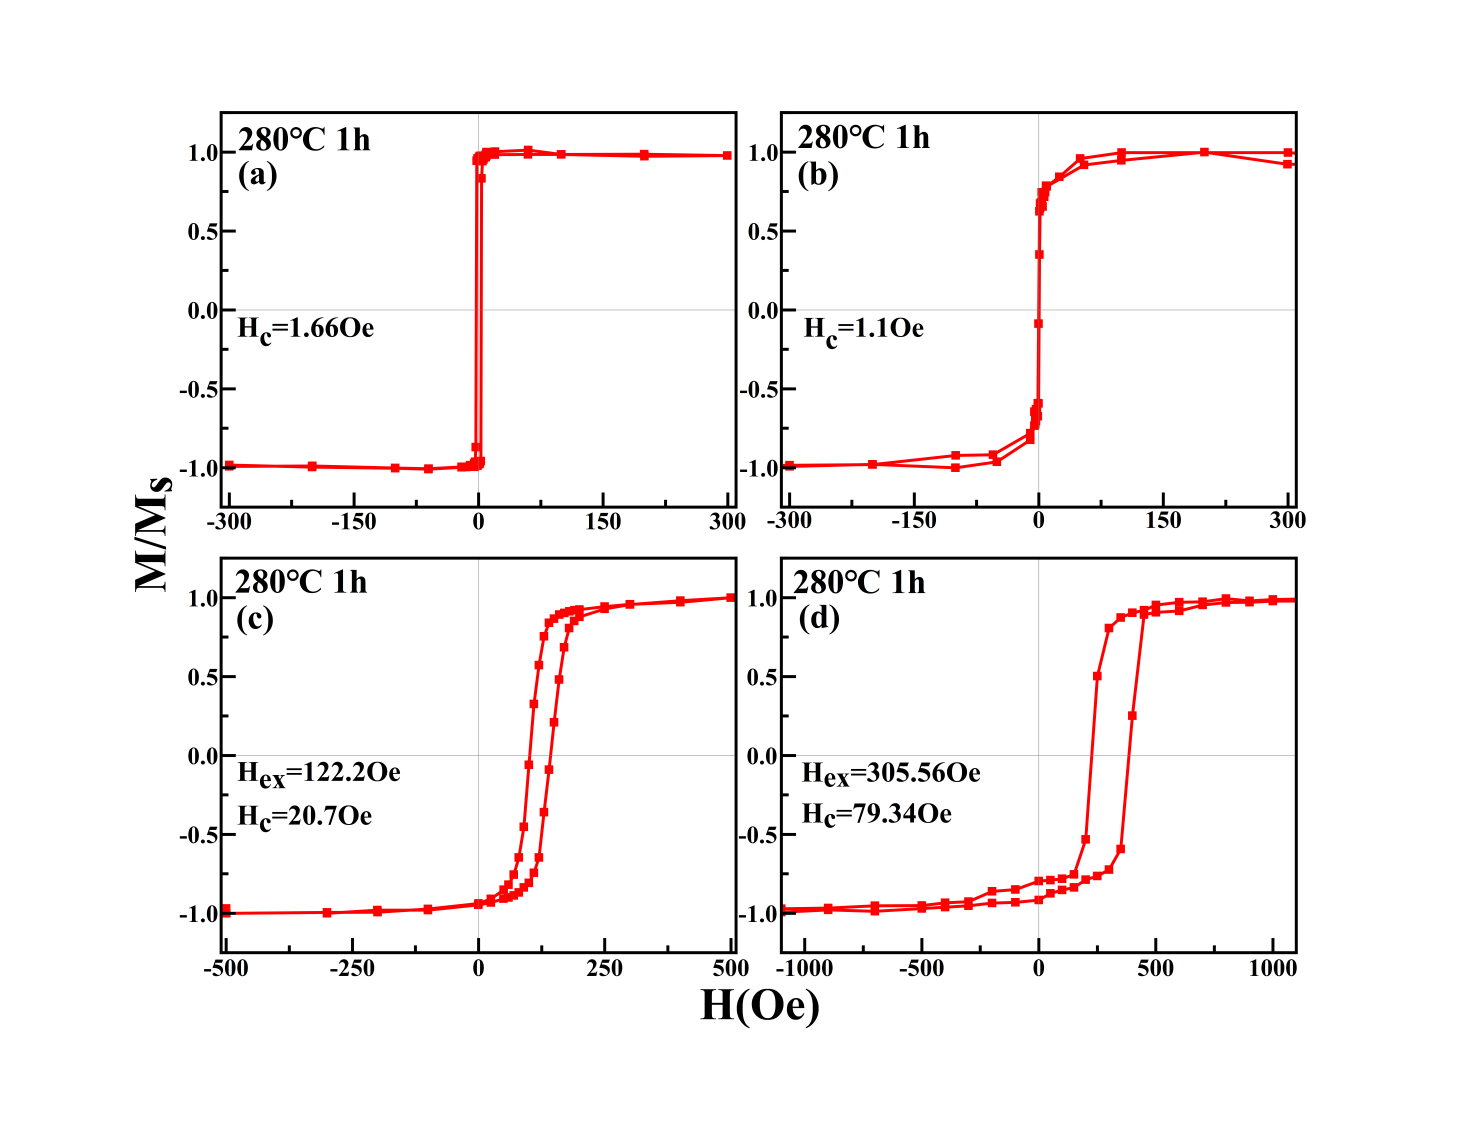 280°C 1h
(a)
1.0
0.5
0.0
-0.5
-1.0
Hc=1.66Oe
-300 -150 0 150 300
280°C 1h
(b)
1.0
0.5
0.0
-0.5
-1.0
Hc=1.1Oe
-300 -150 0 150 300
M/Ms
280°C 1h
(c)
1.0
0.5
0.0
-0.5
-1.0
Hex=122.2Oe
Hc=20.7Oe
-500 -250 0 250 500
280°C 1h
(d)
1.0
0.5
0.0
-0.5
-1.0
Hex=305.56Oe
Hc=79.34Oe
-1000 -500 0 500 1000
H(Oe)